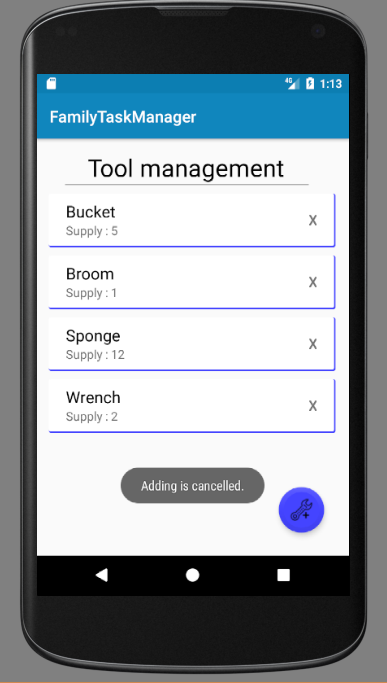 4G 1:13
FamilyTaskManager
Tool management
Bucket
Supply : 5
X
Broom
Supply : 1
X
Sponge
Supply : 12
X
Wrench
Supply : 2
X
Adding is cancelled.